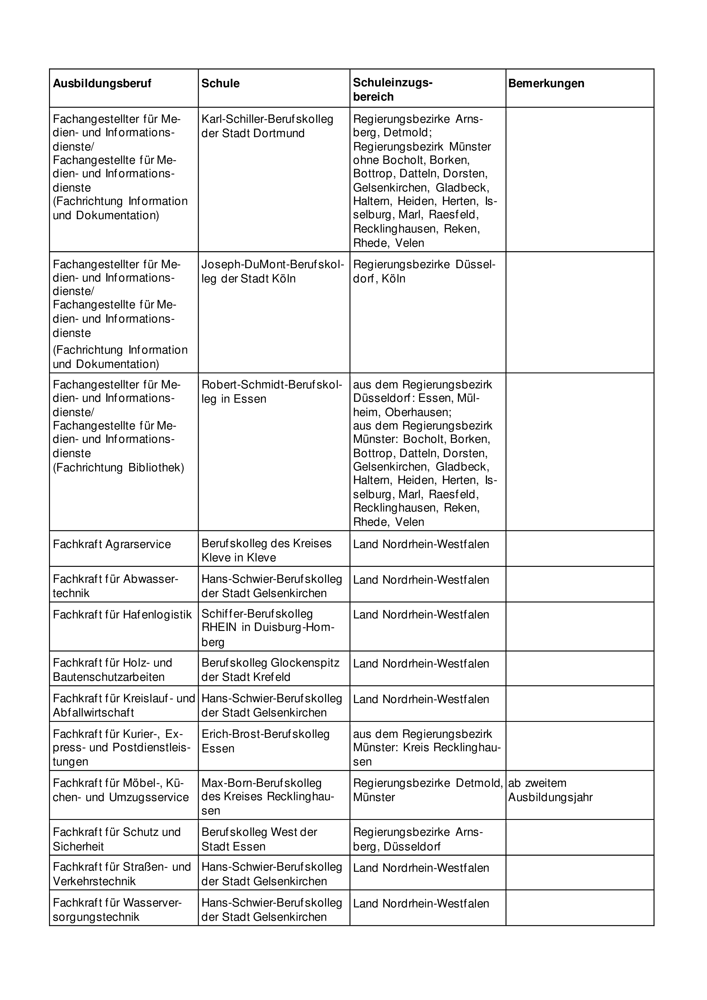 Ausbildungsberuf
Schule
Schuleinzugs-
bereich
Bemerkungen
Fachangestellter für Me-
dien- und Informations-
dienste/
Fachangestellte für Me-
dien- und Informations-
dienste
(Fachrichtung Information
und Dokumentation)
Karl-Schiller-Berufskolleg
der Stadt Dortmund
Regierungsbezirke Arns-
berg, Detmold;
Regierungsbezirk Münster
ohne Bocholt, Borken,
Bottrop, Datteln, Dorsten,
Gelsenkirchen, Gladbeck,
Haltern, Heiden, Herten, Is-
selburg, Marl, Raesfeld,
Recklinghausen, Reken,
Rhede, Velen
Fachangestellter für Me-
dien- und Informations-
dienste/
Fachangestellte für Me-
dien- und Informations-
dienste
(Fachrichtung Information
und Dokumentation)
Joseph-DuMont-Berufskol-
leg der Stadt Köln
Regierungsbezirke Düssel-
dorf, Köln
Fachangestellter für Me-
dien- und Informations-
dienste/
Fachangestellte für Me-
dien- und Informations-
dienste
(Fachrichtung Bibliothek)
Robert-Schmidt-Berufskol-
leg in Essen
aus dem Regierungsbezirk
Düsseldorf: Essen, Mül-
heim, Oberhausen;
aus dem Regierungsbezirk
Münster: Bocholt, Borken,
Bottrop, Datteln, Dorsten,
Gelsenkirchen, Gladbeck,
Haltern, Heiden, Herten, Is-
selburg, Marl, Raesfeld,
Recklinghausen, Reken,
Rhede, Velen
Fachkraft Agrarservice
Berufskolleg des Kreises
Kleve in Kleve
Land Nordrhein-Westfalen
Fachkraft für Abwasser-
technik
Hans-Schwier-Berufskolleg
der Stadt Gelsenkirchen
Land Nordrhein-Westfalen
Fachkraft für Hafenlogistik
Schiffer-Berufskolleg
RHEIN in Duisburg-Hom-
berg
Land Nordrhein-Westfalen
Fachkraft für Holz- und
Bautenschutzarbeiten
Berufskolleg Glockenspitz
der Stadt Krefeld
Land Nordrhein-Westfalen
Fachkraft für Kreislauf- und
Abfallwirtschaft
Hans-Schwier-Berufskolleg
der Stadt Gelsenkirchen
Land Nordrhein-Westfalen
Fachkraft für Kurier-, Ex-
press- und Postdienstleis-
tungen
Erich-Brost-Berufskolleg
Essen
aus dem Regierungsbezirk
Münster: Kreis Recklinghau-
sen
Fachkraft für Möbel-, Kü-
chen- und Umzugsservice
Max-Born-Berufskolleg
des Kreises Recklinghau-
sen
Regierungsbezirke Detmold,
Münster
ab zweitem
Ausbildungsjahr
Fachkraft für Schutz und
Sicherheit
Berufskolleg West der
Stadt Essen
Regierungsbezirke Arns-
berg, Düsseldorf
Fachkraft für Straßen- und
Verkehrstechnik
Hans-Schwier-Berufskolleg
der Stadt Gelsenkirchen
Land Nordrhein-Westfalen
Fachkraft für Wasserver-
sorgungstechnik
Hans-Schwier-Berufskolleg
der Stadt Gelsenkirchen
Land Nordrhein-Westfalen